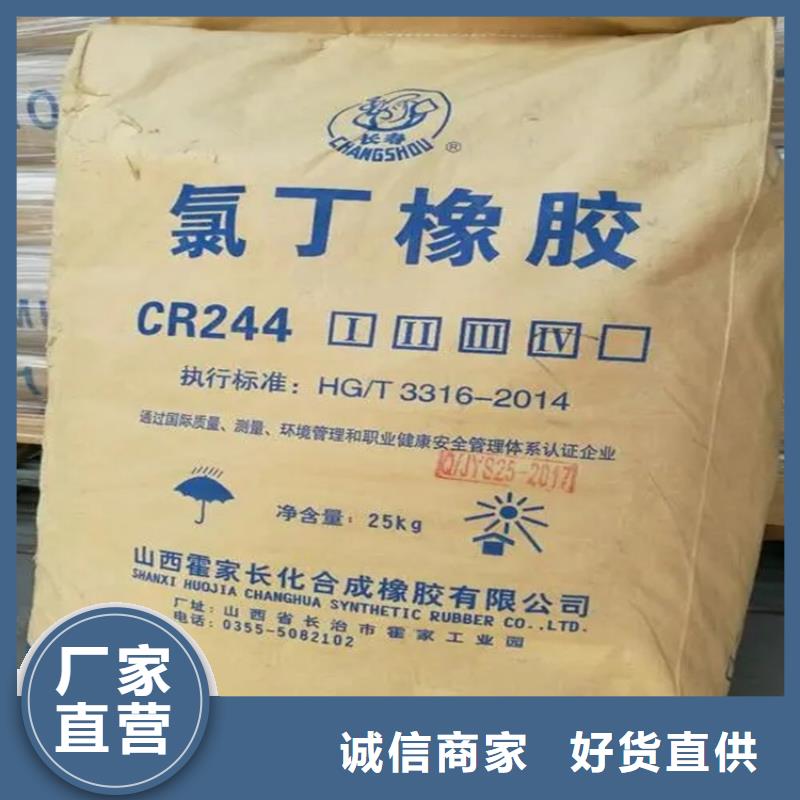 长春
CHANGSHOU ®
氯丁橡胶
CR244 I II III IV
执行标准：HG/T 3316-2014
通过国际质量、测量、环境管理和职业健康安全管理体系认证企业
Q/JYS25-2017
净含量：25kg
山西霍家长化合成橡胶有限公司
SHANXI HUOJIA CHANGHUA SYNTHETIC RUBBER CO.,LTD.
厂址：山西省长治市霍家工业园
电话：0355-5082102
厂家
直营
诚信商家 好货直供